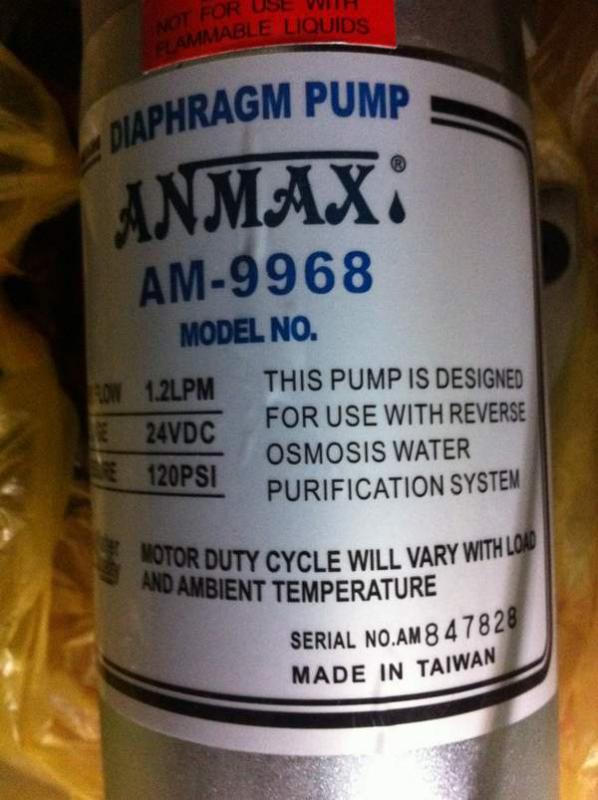 NOT FOR USE WITH
FLAMMABLE LIQUIDS
DIAPHRAGM PUMP
ANMAX®
AM-9968
MODEL NO.
FLOW 1.2LPM
24VDC
120PSI
THIS PUMP IS DESIGNED
FOR USE WITH REVERSE
OSMOSIS WATER
PURIFICATION SYSTEM
MOTOR DUTY CYCLE WILL VARY WITH LOAD
AND AMBIENT TEMPERATURE
SERIAL NO.AM847828
MADE IN TAIWAN